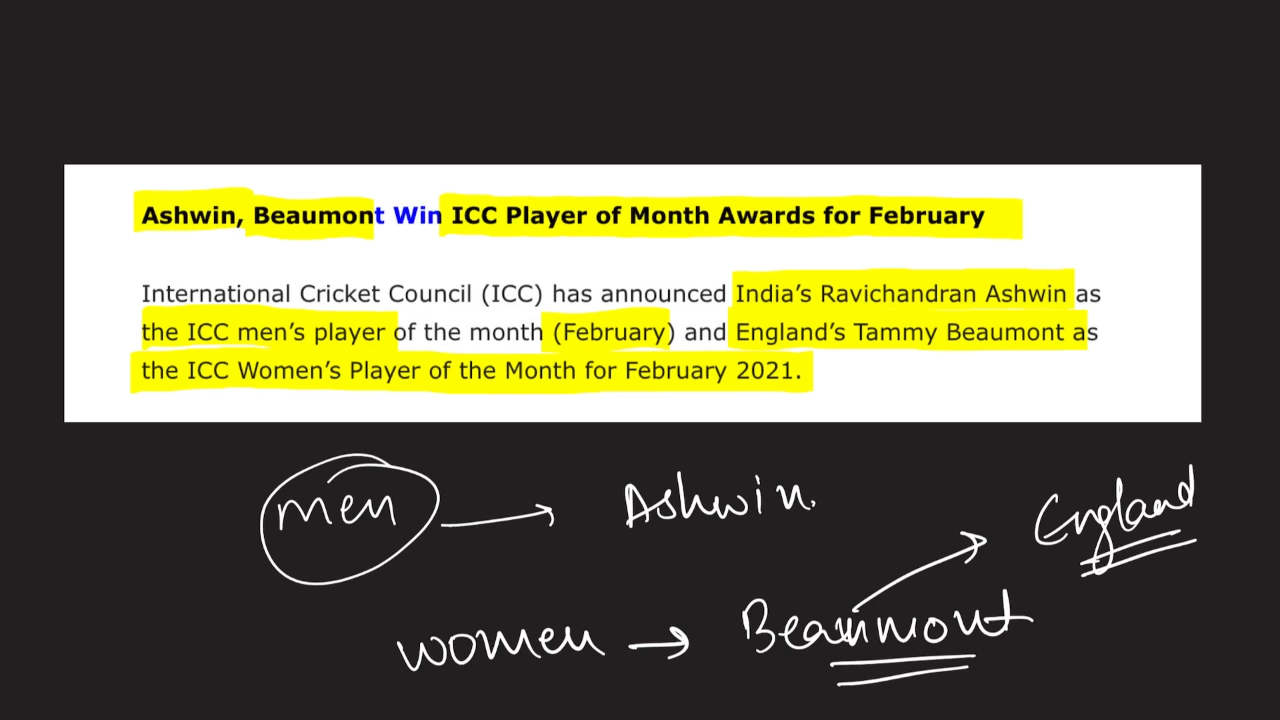 Ashwin, Beaumont Win ICC Player of Month Awards for February
International Cricket Council (ICC) has announced India’s Ravichandran Ashwin as
the ICC men’s player of the month (February) and England’s Tammy Beaumont as
the ICC Women’s Player of the Month for February 2021.
men → Ashwin.
England
women → Beaumont